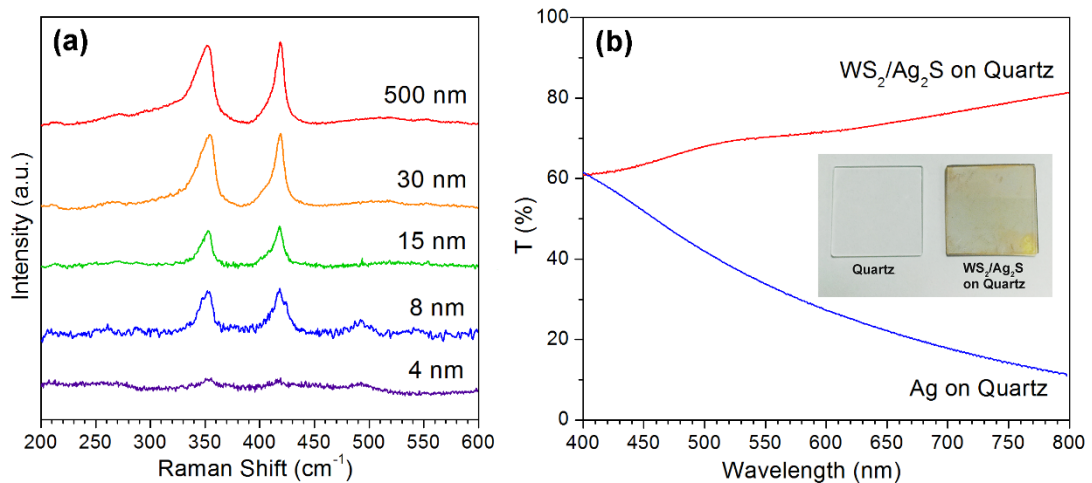 (a)
500 nm
30 nm
15 nm
8 nm
4 nm
Intensity (a.u.)
200 250 300 350 400 450 500 550 600
Raman Shift (cm⁻¹)
(b)
100
80
60
40
20
0
T (%)
WS₂/Ag₂S on Quartz
Quartz
WS₂/Ag₂S
on Quartz
Ag on Quartz
400 450 500 550 600 650 700 750 800
Wavelength (nm)